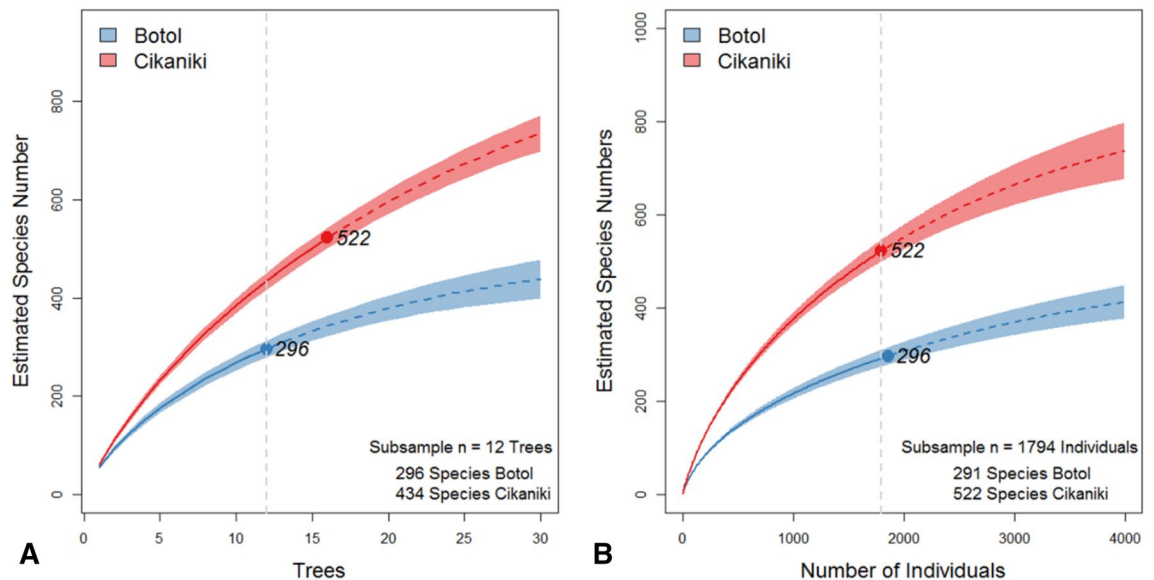 Botol
Cikaniki
Estimated Species Number
800
600
400
200
0
522
296
Subsample n = 12 Trees
296 Species Botol
434 Species Cikaniki
0 5 10 15 20 25 30
Trees
A
Botol
Cikaniki
Estimated Species Numbers
1000
800
600
400
200
0
522
296
Subsample n = 1794 Individuals
291 Species Botol
522 Species Cikaniki
0 1000 2000 3000 4000
Number of Individuals
B